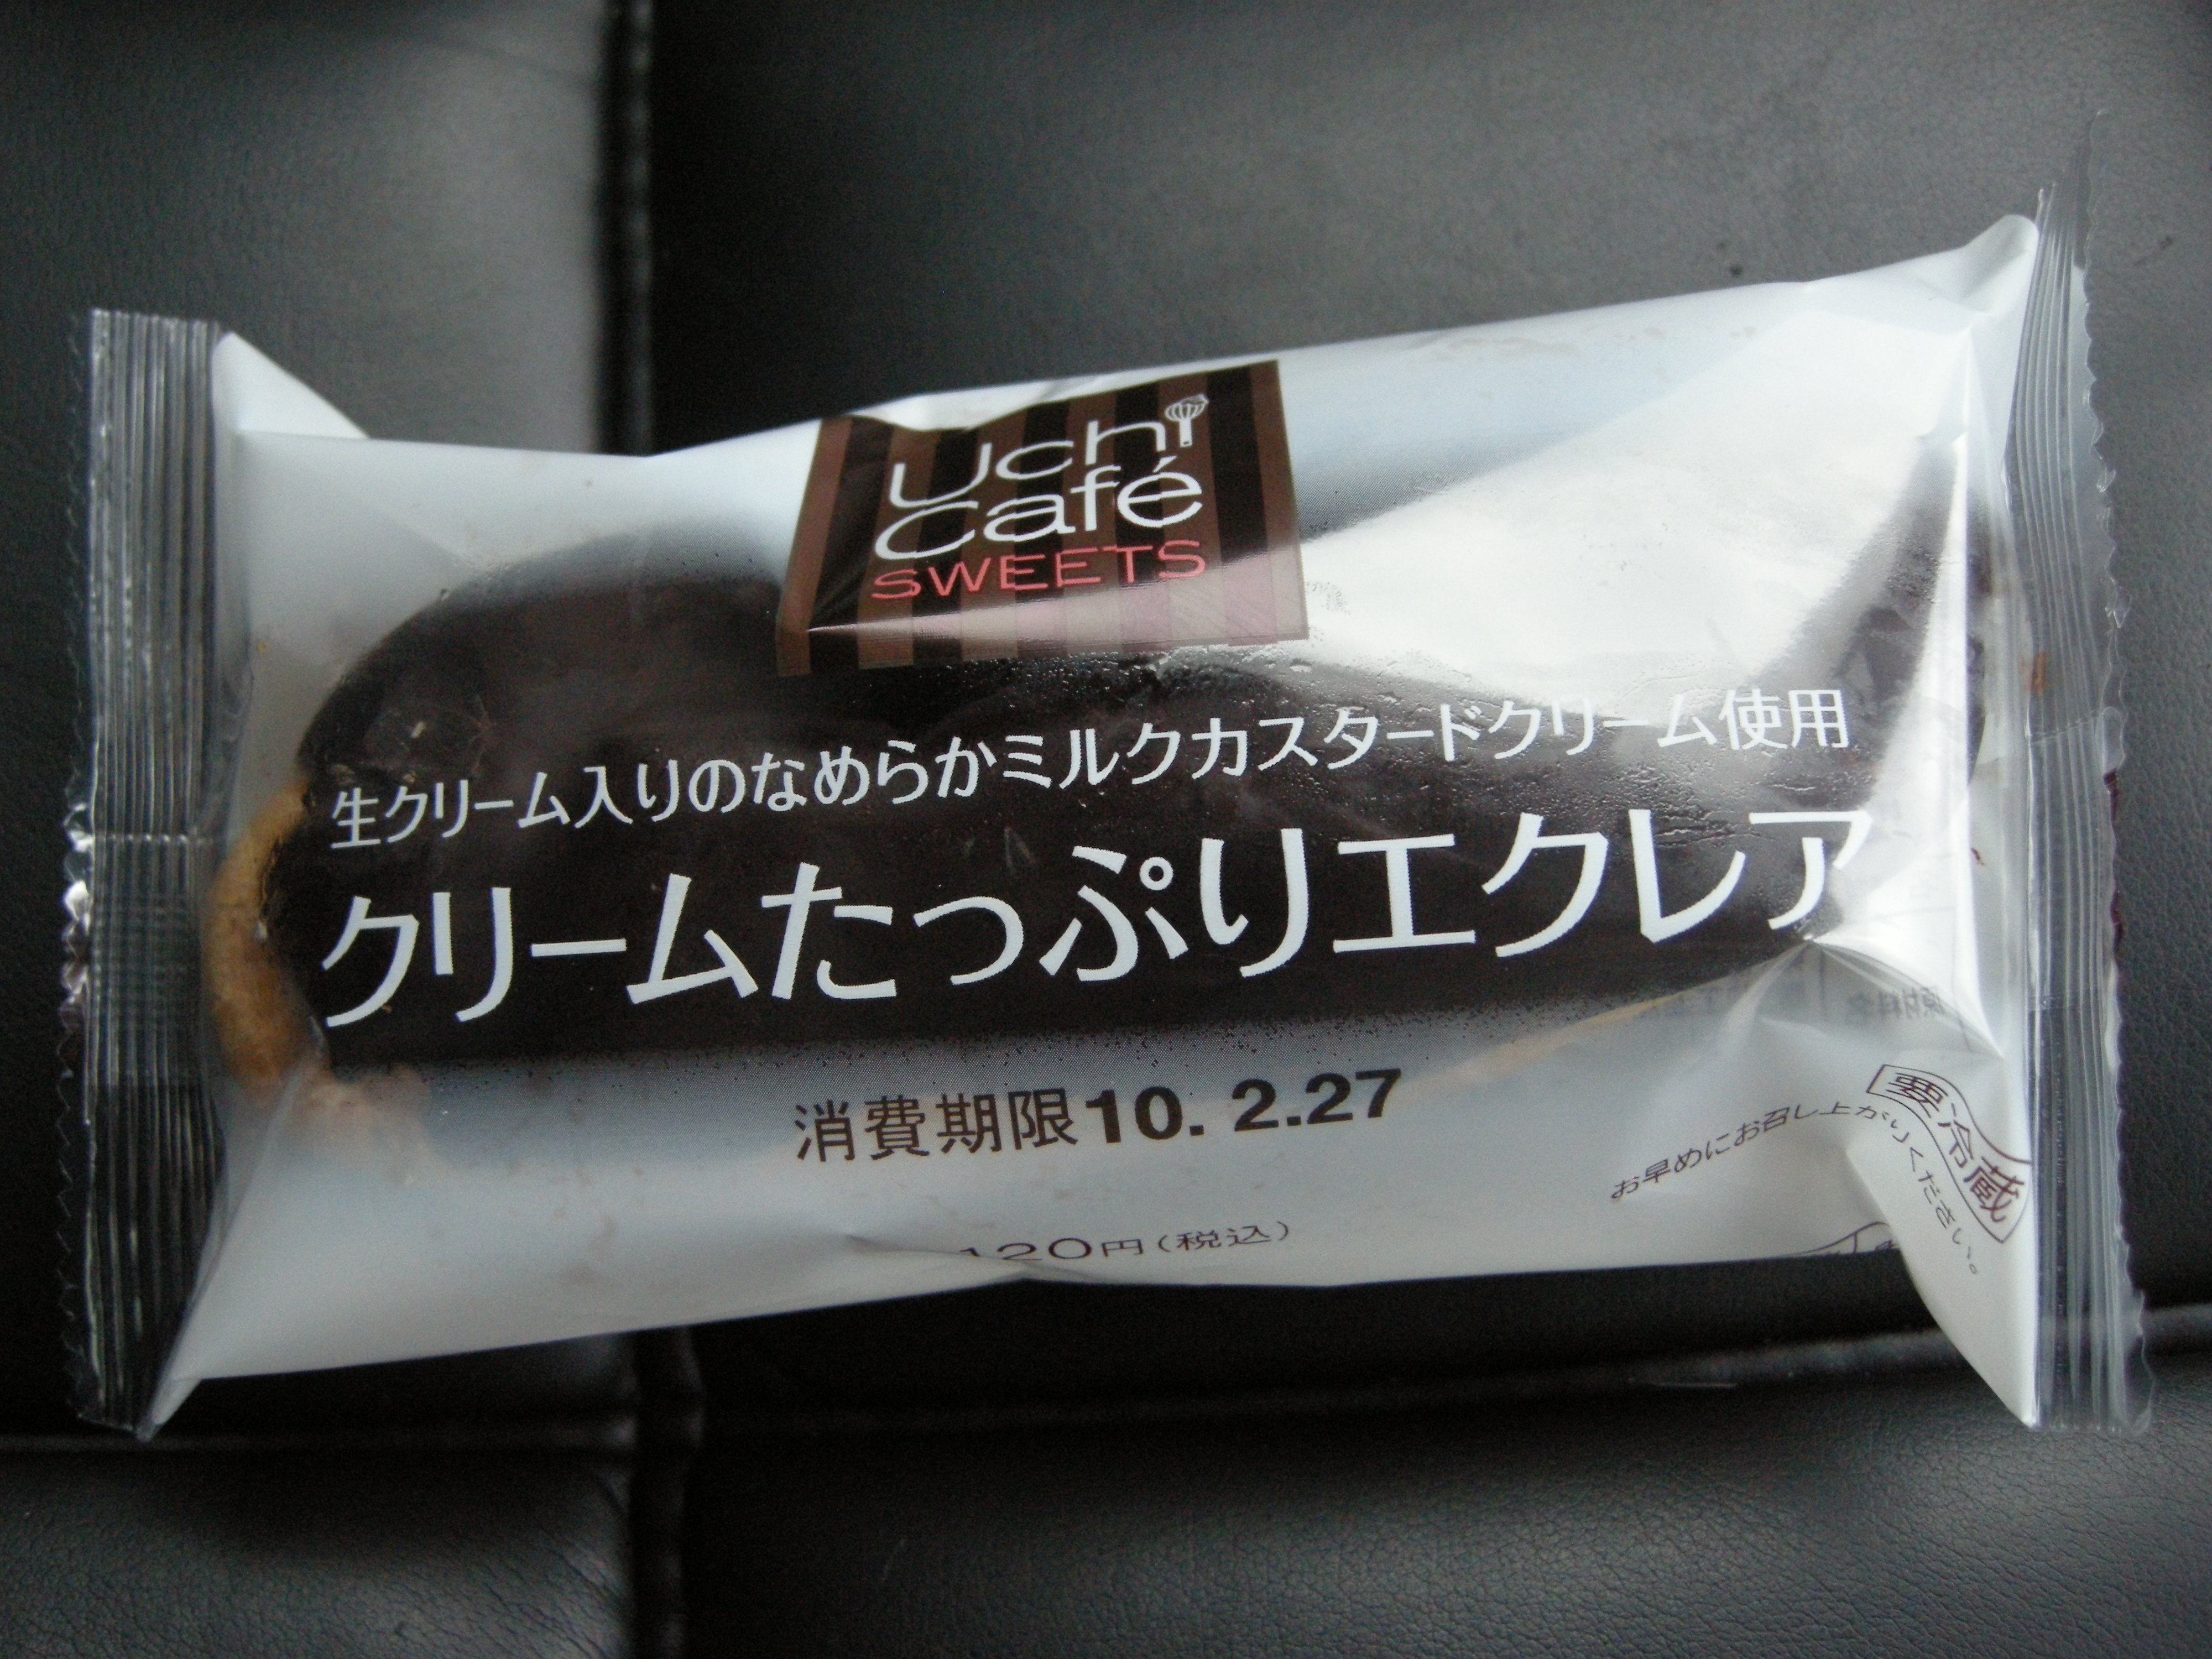 Uchi
Café
SWEETS
生クリーム入りのなめらかミルクカスタードクリーム使用
クリームたっぷりエクレア
消費期限10. 2.27
要冷蔵
お早めにお召し上がりください。
120円(税込)